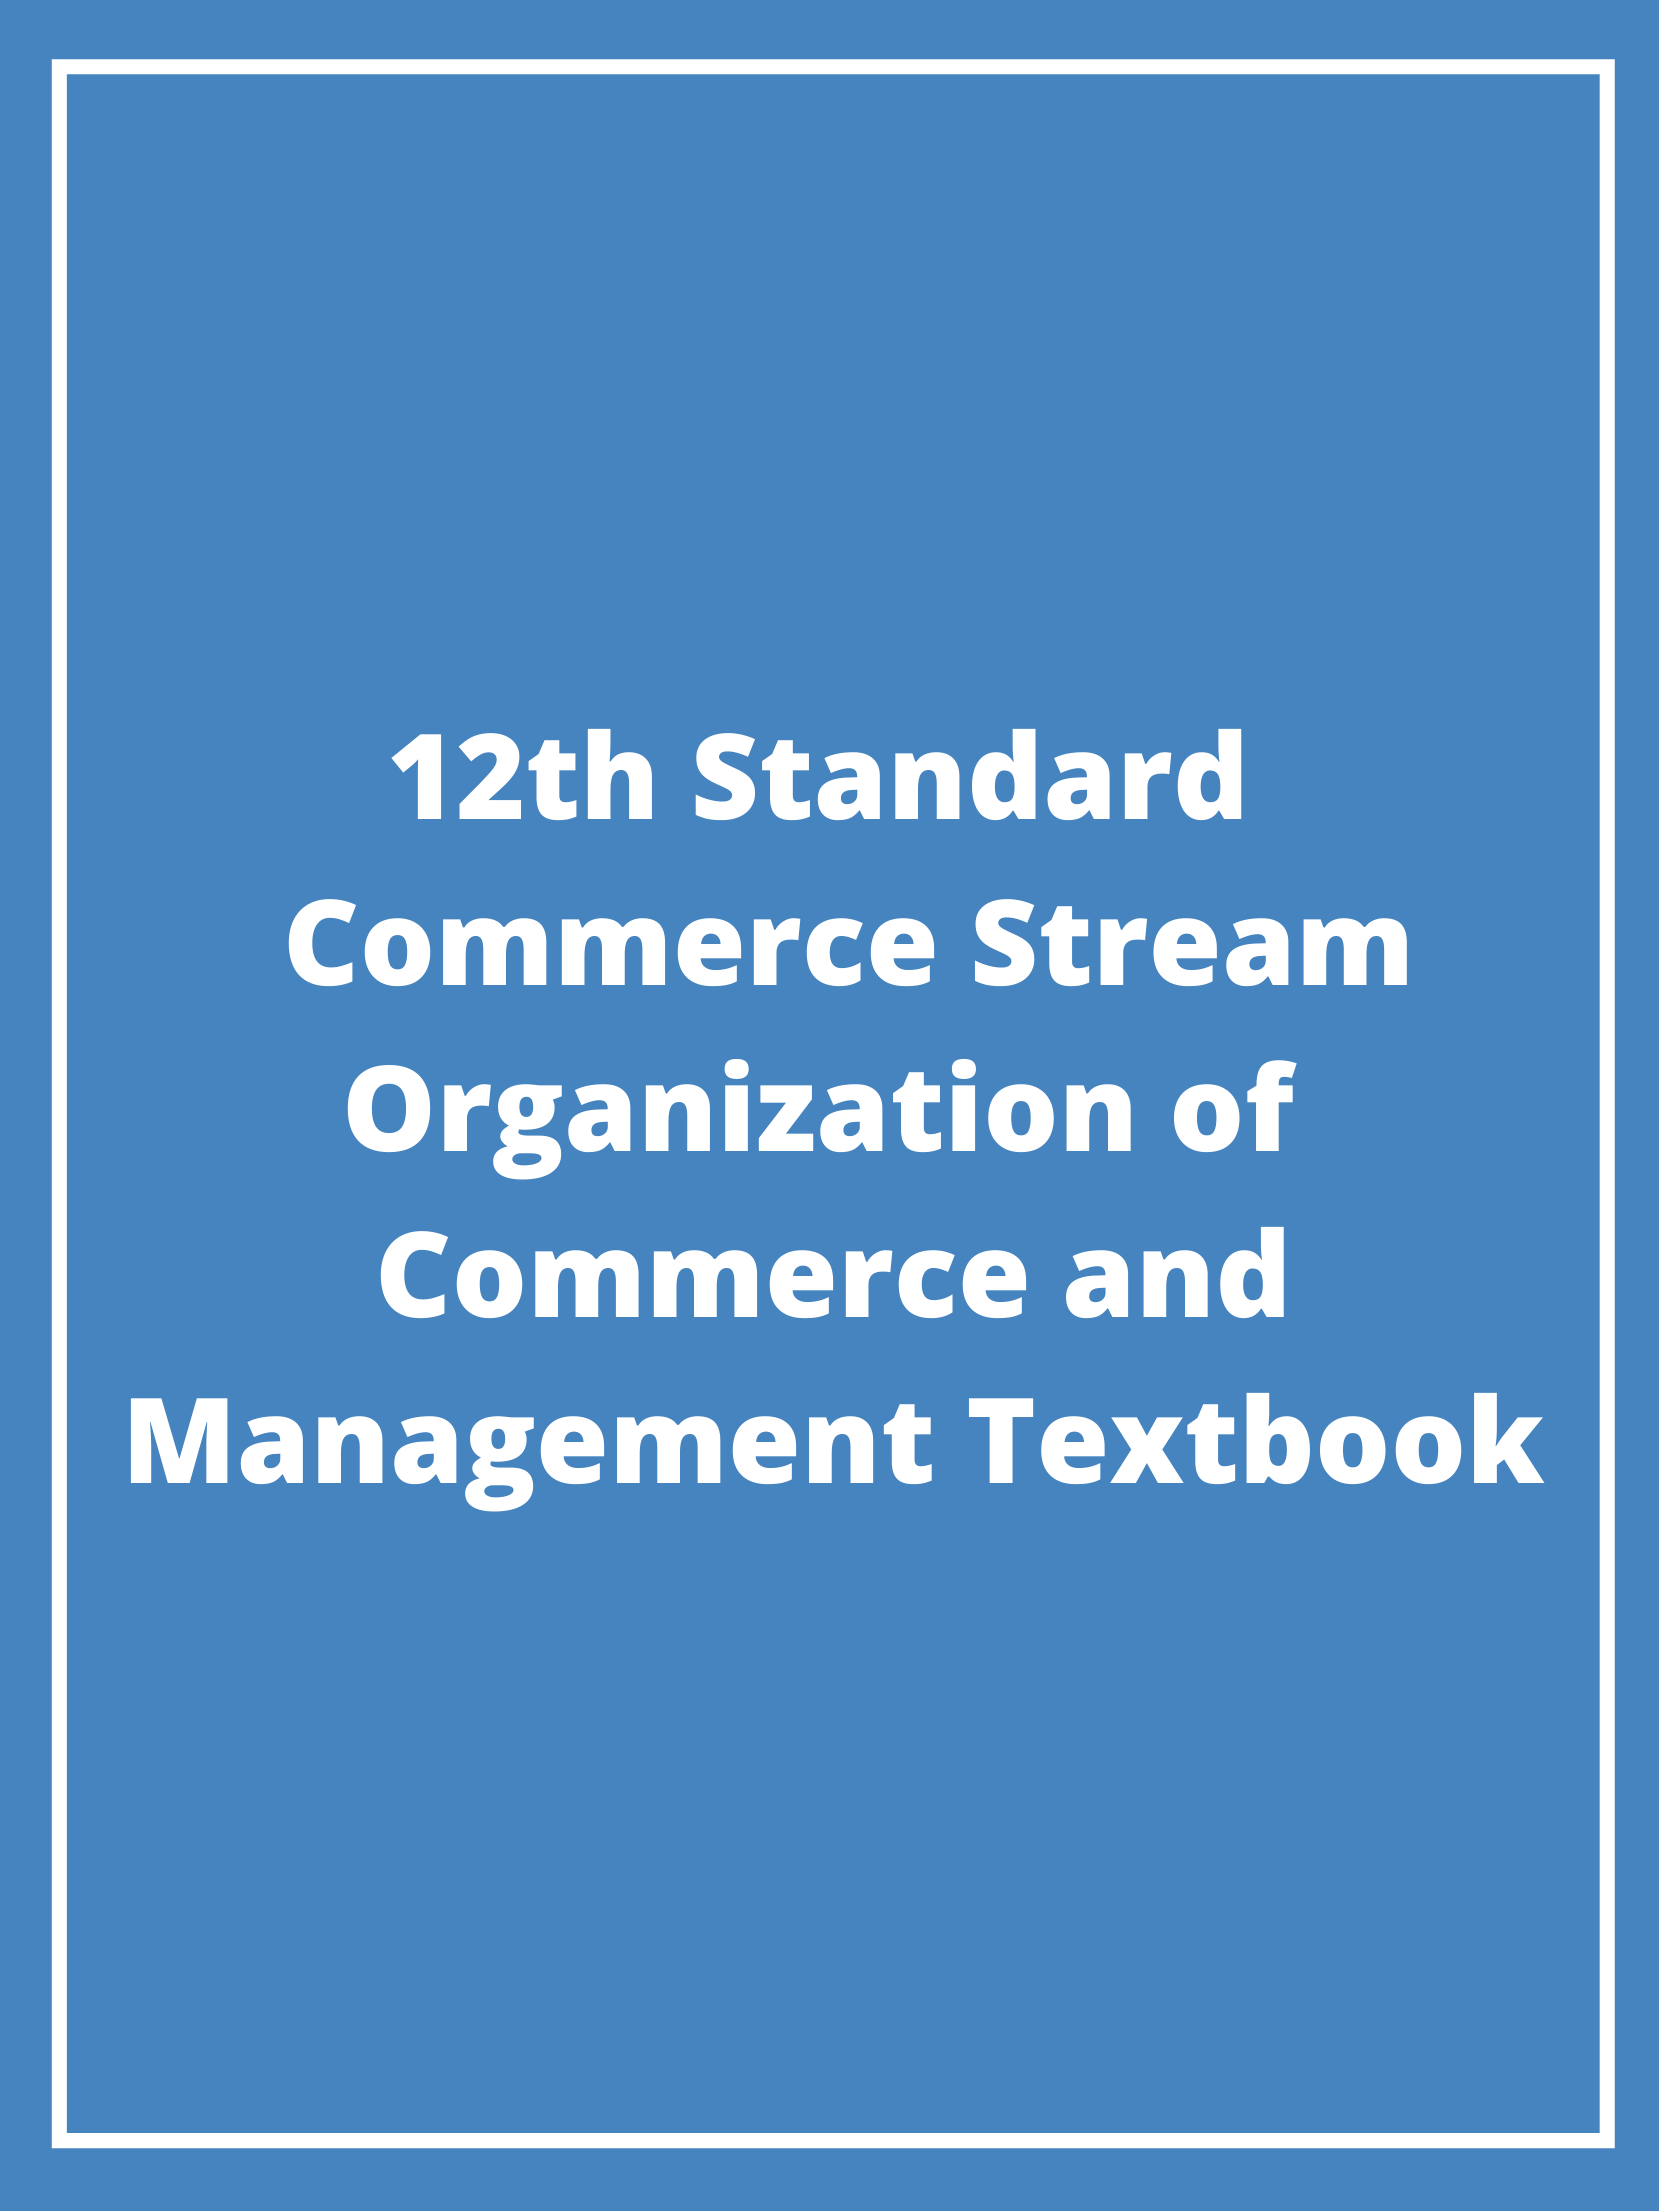 12th Standard
Commerce Stream
Organization of
Commerce and
Management Textbook